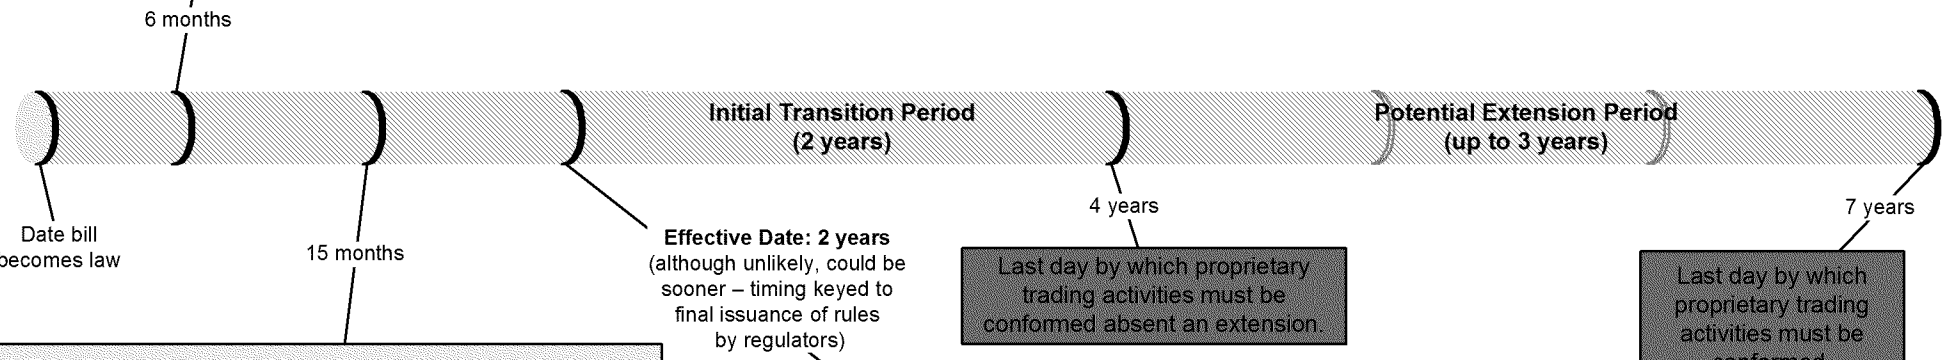 6 months
Initial Transition Period
(2 years)
Potential Extension Period
(up to 3 years)
Date bill
becomes law
15 months
Effective Date: 2 years
(although unlikely, could be
sooner – timing keyed to
final issuance of rules
by regulators)
4 years
Last day by which proprietary
trading activities must be
conformed absent an extension.
7 years
Last day by which
proprietary trading
activities must be
conformed